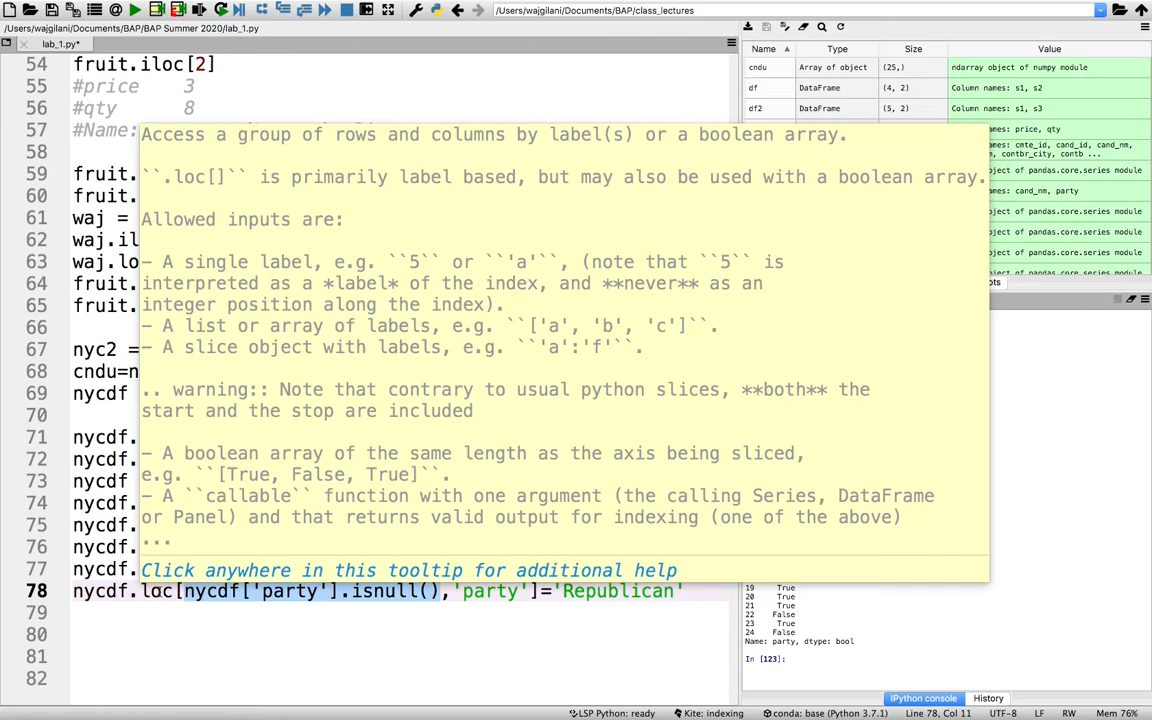 /Users/wajgilani/Documents/BAP/class_lectures
/Users/wajgilani/Documents/BAP/BAP Summer 2020/lab_1.py
lab_1.py*
54 fruit.iloc[2]
55 #price    3
56 #qty      8
57 #Name:
58
59 fruit.
60 fruit.
61 waj =
62 waj.il
63 waj.lo
64 fruit.
65 fruit.
66
67 nyc2 =
68 cndu=n
69 nycdf
70
71 nycdf.
72 nycdf.
73 nycdf
74 nycdf
75 nycdf
76 nycdf.
77 nycdf.
78 nycdf.loc[nycdf['party'].isnull(),'party']='Republican'
79
80
81
82
Access a group of rows and columns by label(s) or a boolean array.
``.loc[]`` is primarily label based, but may also be used with a boolean array.
Allowed inputs are:
- A single label, e.g. ``5`` or ``'a'``, (note that ``5`` is
interpreted as a *label* of the index, and **never** as an
integer position along the index).
- A list or array of labels, e.g. ``['a', 'b', 'c']``.
- A slice object with labels, e.g. ``'a':'f'``.
.. warning:: Note that contrary to usual python slices, **both** the
start and the stop are included
- A boolean array of the same length as the axis being sliced,
e.g. ``[True, False, True]``.
- A ``callable`` function with one argument (the calling Series, DataFrame
or Panel) and that returns valid output for indexing (one of the above)
...
Click anywhere in this tooltip for additional help
Name Type Size Value
cndu Array of object (25,) ndarray object of numpy module
df DataFrame (4, 2) Column names: s1, s2
df2 DataFrame (5, 2) Column names: s1, s3
names: price, qty
names: cmte_id, cand_id, cand_nm,
contbr_city, contb ...
object of pandas.core.series module
names: cand_nm, party
object of pandas.core.series module
object of pandas.core.series module
object of pandas.core.series module
object of pandas.core.series module
19 True
20 True
21 True
22 False
23 True
24 False
Name: party, dtype: bool
In [123]:
IPython console History
LSP Python: ready Kite: indexing conda: base (Python 3.7.1) Line 78, Col 11 UTF-8 LF RW Mem 76%